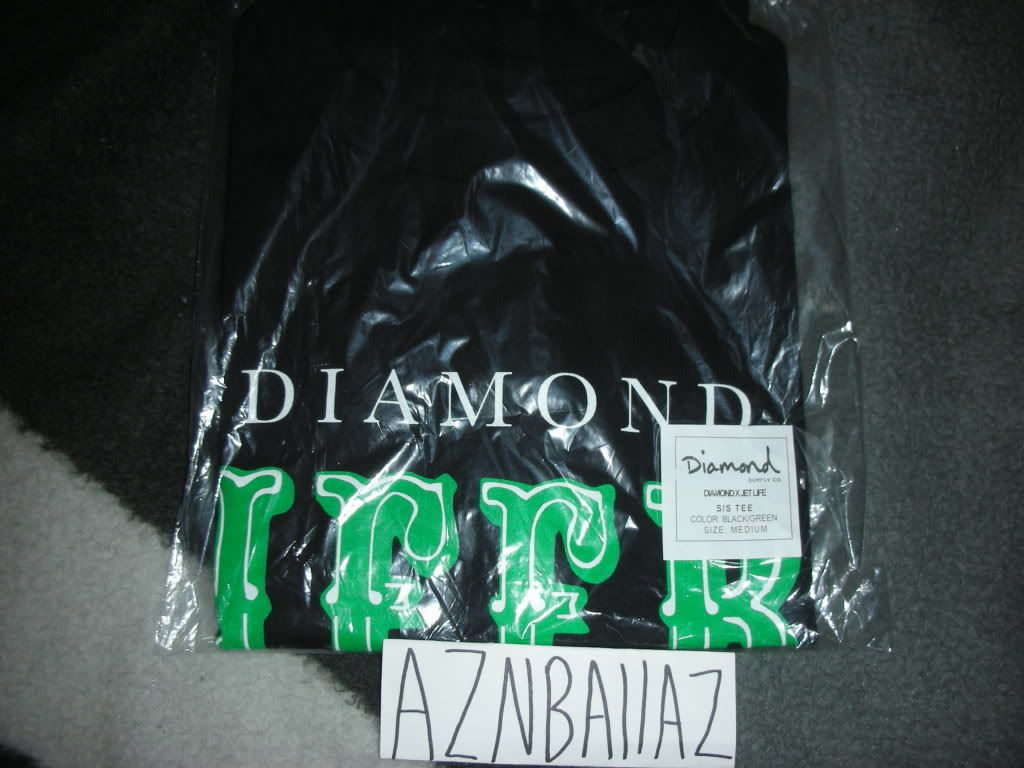 DIAMOND
Diamond
SUPPLY CO
DIAMOND X JET LIFE
S/S TEE
COLOR: BLACK/GREEN
SIZE: MEDIUM
AZNBAllAZ